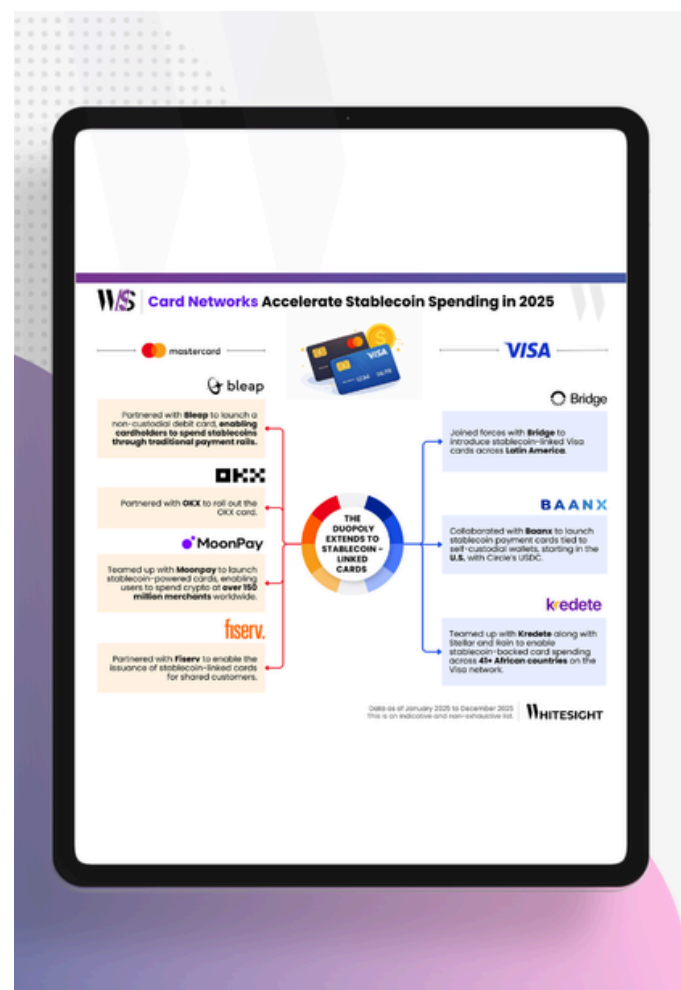 W/S Card Networks Accelerate Stablecoin Spending in 2025
mastercard
bleap
Partnered with Bleap to launch a
non-custodial debit card, enabling
cardholders to spend stablecoins
through traditional payment rails.
OKX
Partnered with OKX to roll out the
OKX card.
MoonPay
Teamed up with Moonpay to launch
stablecoin-powered cards, enabling
users to spend crypto at over 150
million merchants worldwide.
fiserv.
Partnered with Fiserv to enable the
issuance of stablecoin-linked cards
for shared customers.
VISA
THE
DUOPOLY
EXTENDS TO
STABLECOIN -
LINKED
CARDS
VISA
Bridge
Joined forces with Bridge to
introduce stablecoin-linked Visa
cards across Latin America.
BAANX
Collaborated with Baanx to launch
stablecoin payment cards tied to
self-custodial wallets, starting in the
U.S. with Circle's USDC.
kredete
Teamed up with Kredete along with
Stellar and Rain to enable
stablecoin-backed card spending
across 41+ African countries on the
Visa network.
Data as of January 2025 to December 2025
This is an indicative and non-exhaustive list.
WHITESIGHT